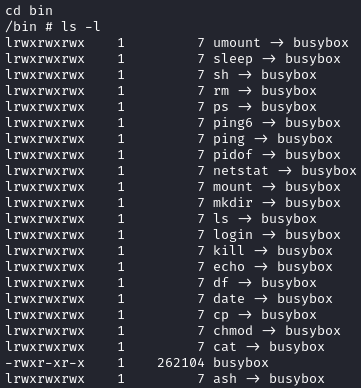 cd bin
/bin # ls -l
lrwxrwxrwx    1           7 umount -> busybox
lrwxrwxrwx    1           7 sleep -> busybox
lrwxrwxrwx    1           7 sh -> busybox
lrwxrwxrwx    1           7 rm -> busybox
lrwxrwxrwx    1           7 ps -> busybox
lrwxrwxrwx    1           7 ping6 -> busybox
lrwxrwxrwx    1           7 ping -> busybox
lrwxrwxrwx    1           7 pidof -> busybox
lrwxrwxrwx    1           7 netstat -> busybox
lrwxrwxrwx    1           7 mount -> busybox
lrwxrwxrwx    1           7 mkdir -> busybox
lrwxrwxrwx    1           7 ls -> busybox
lrwxrwxrwx    1           7 login -> busybox
lrwxrwxrwx    1           7 kill -> busybox
lrwxrwxrwx    1           7 echo -> busybox
lrwxrwxrwx    1           7 df -> busybox
lrwxrwxrwx    1           7 date -> busybox
lrwxrwxrwx    1           7 cp -> busybox
lrwxrwxrwx    1           7 chmod -> busybox
lrwxrwxrwx    1           7 cat -> busybox
-rwxr-xr-x    1      262104 busybox
lrwxrwxrwx    1           7 ash -> busybox